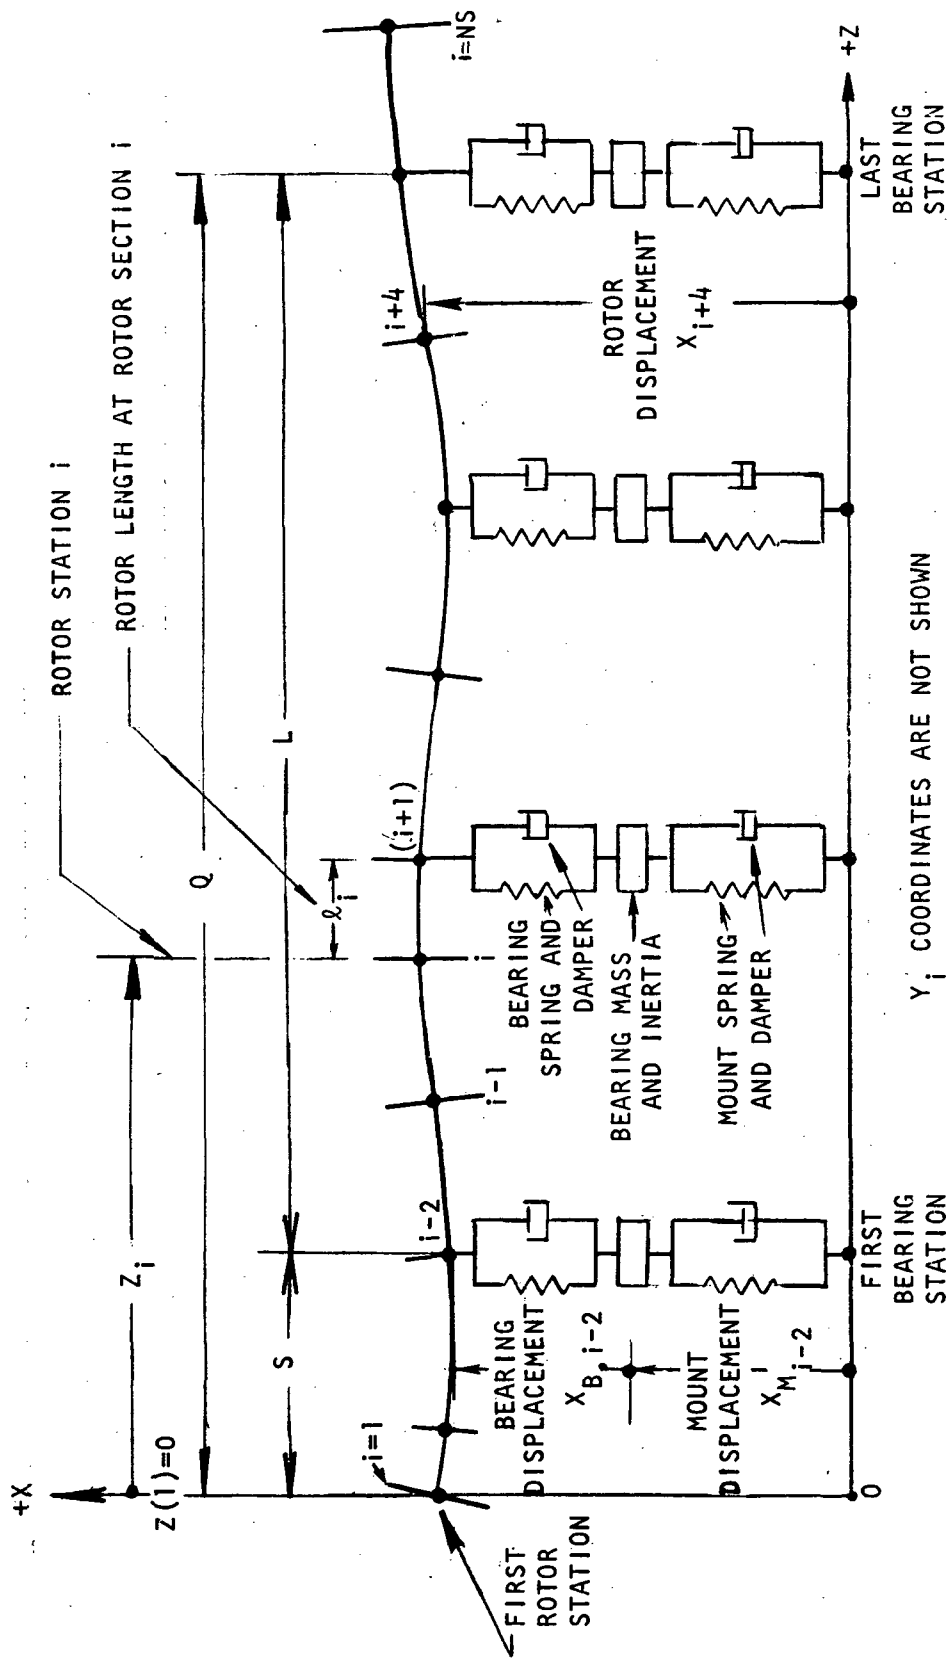 +X
Z(1)=0
Z_i
ROTOR STATION i
ROTOR LENGTH AT ROTOR SECTION i
Q
S
L
ℓ_i
i=1
i-2
i-1
i
(i+1)
i+4
i=NS
FIRST
ROTOR
STATION
BEARING
DISPLACEMENT
X_B i-2
MOUNT
DISPLACEMENT
X_M i-2
BEARING
SPRING AND
DAMPER
BEARING MASS
AND INERTIA
MOUNT SPRING
AND DAMPER
ROTOR
DISPLACEMENT
X_i+4
0
+Z
FIRST
BEARING
STATION
LAST
BEARING
STATION
Y_i COORDINATES ARE NOT SHOWN